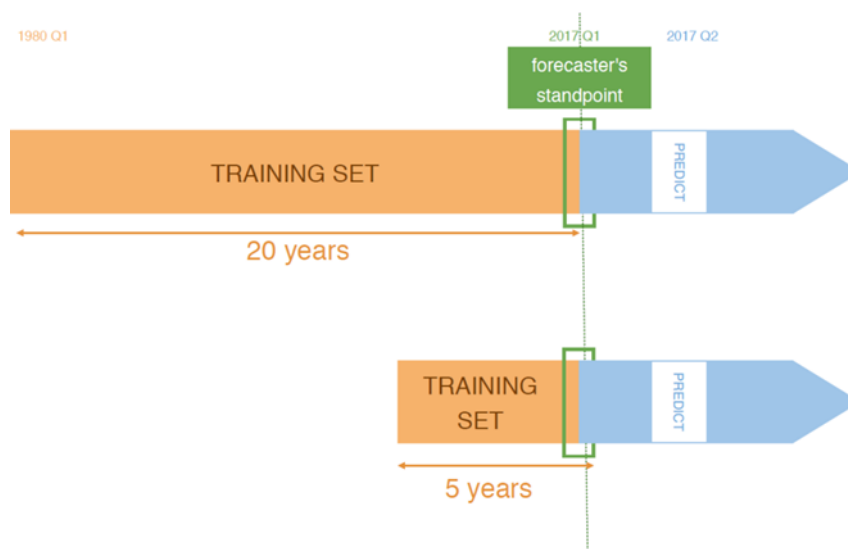 1980 Q1
2017 Q1
2017 Q2
forecaster's
standpoint
TRAINING SET
PREDICT
20 years
TRAINING
SET
PREDICT
5 years